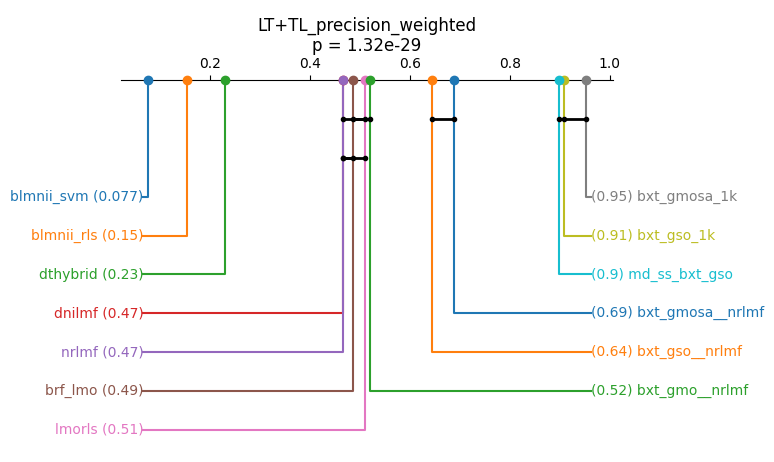 LT+TL_precision_weighted
p = 1.32e-29
0.2 0.4 0.6 0.8 1.0
blmnii_svm (0.077)
(0.95) bxt_gmosa_1k
blmnii_rls (0.15)
(0.91) bxt_gso_1k
dthybrid (0.23)
(0.9) md_ss_bxt_gso
dnilmf (0.47)
(0.69) bxt_gmosa__nrlmf
nrlmf (0.47)
(0.64) bxt_gso__nrlmf
brf_lmo (0.49)
(0.52) bxt_gmo__nrlmf
lmorls (0.51)